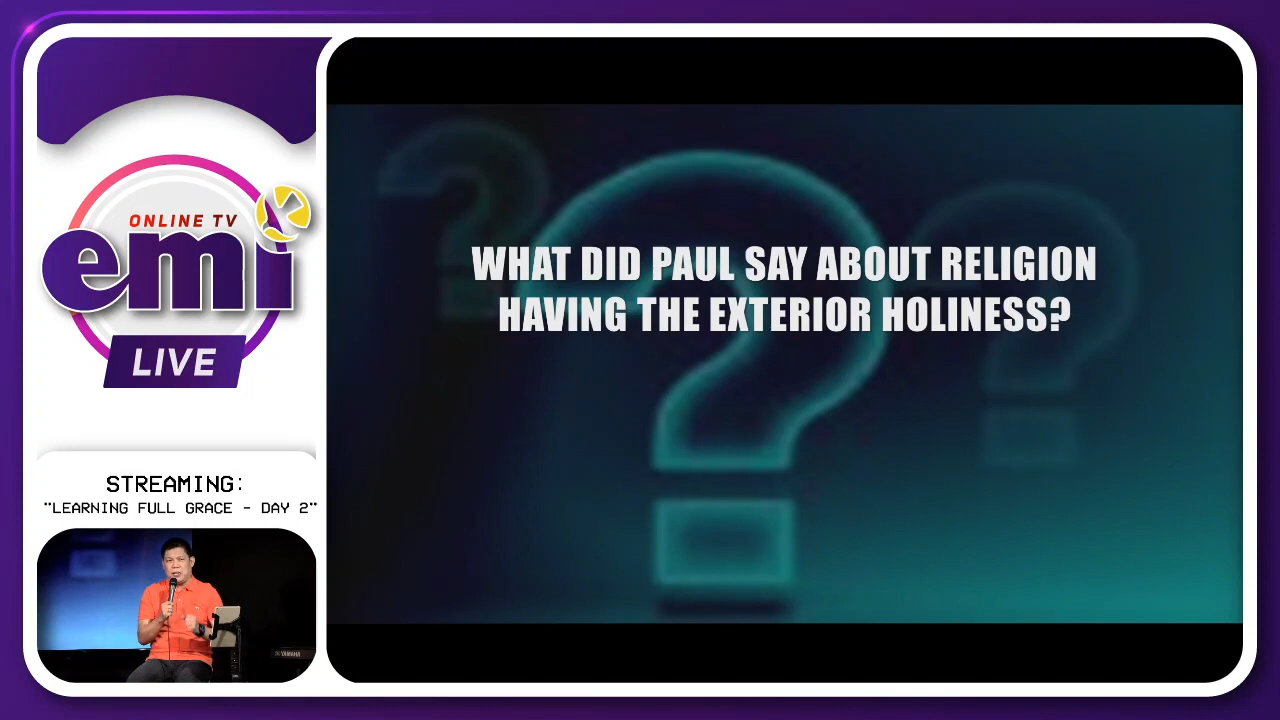 ONLINE TV
emi
LIVE
STREAMING:
"LEARNING FULL GRACE - DAY 2"
WHAT DID PAUL SAY ABOUT RELIGION
HAVING THE EXTERIOR HOLINESS?
YAMAHA